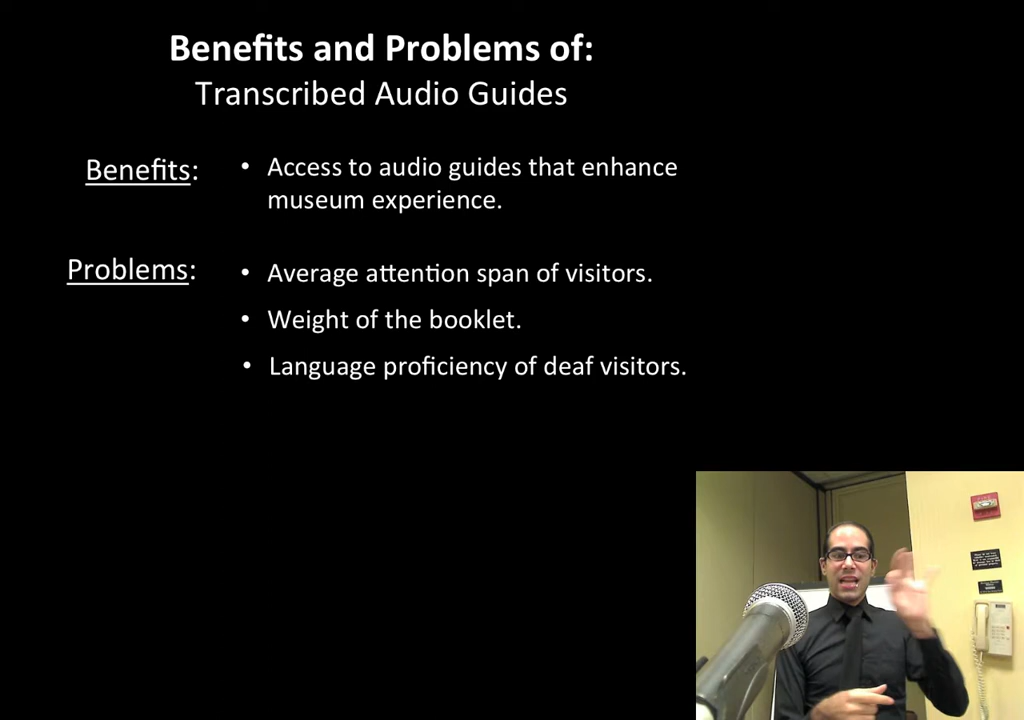 Benefits and Problems of:
Transcribed Audio Guides
Benefits:
• Access to audio guides that enhance
museum experience.
Problems:
• Average attention span of visitors.
• Weight of the booklet.
• Language proficiency of deaf visitors.